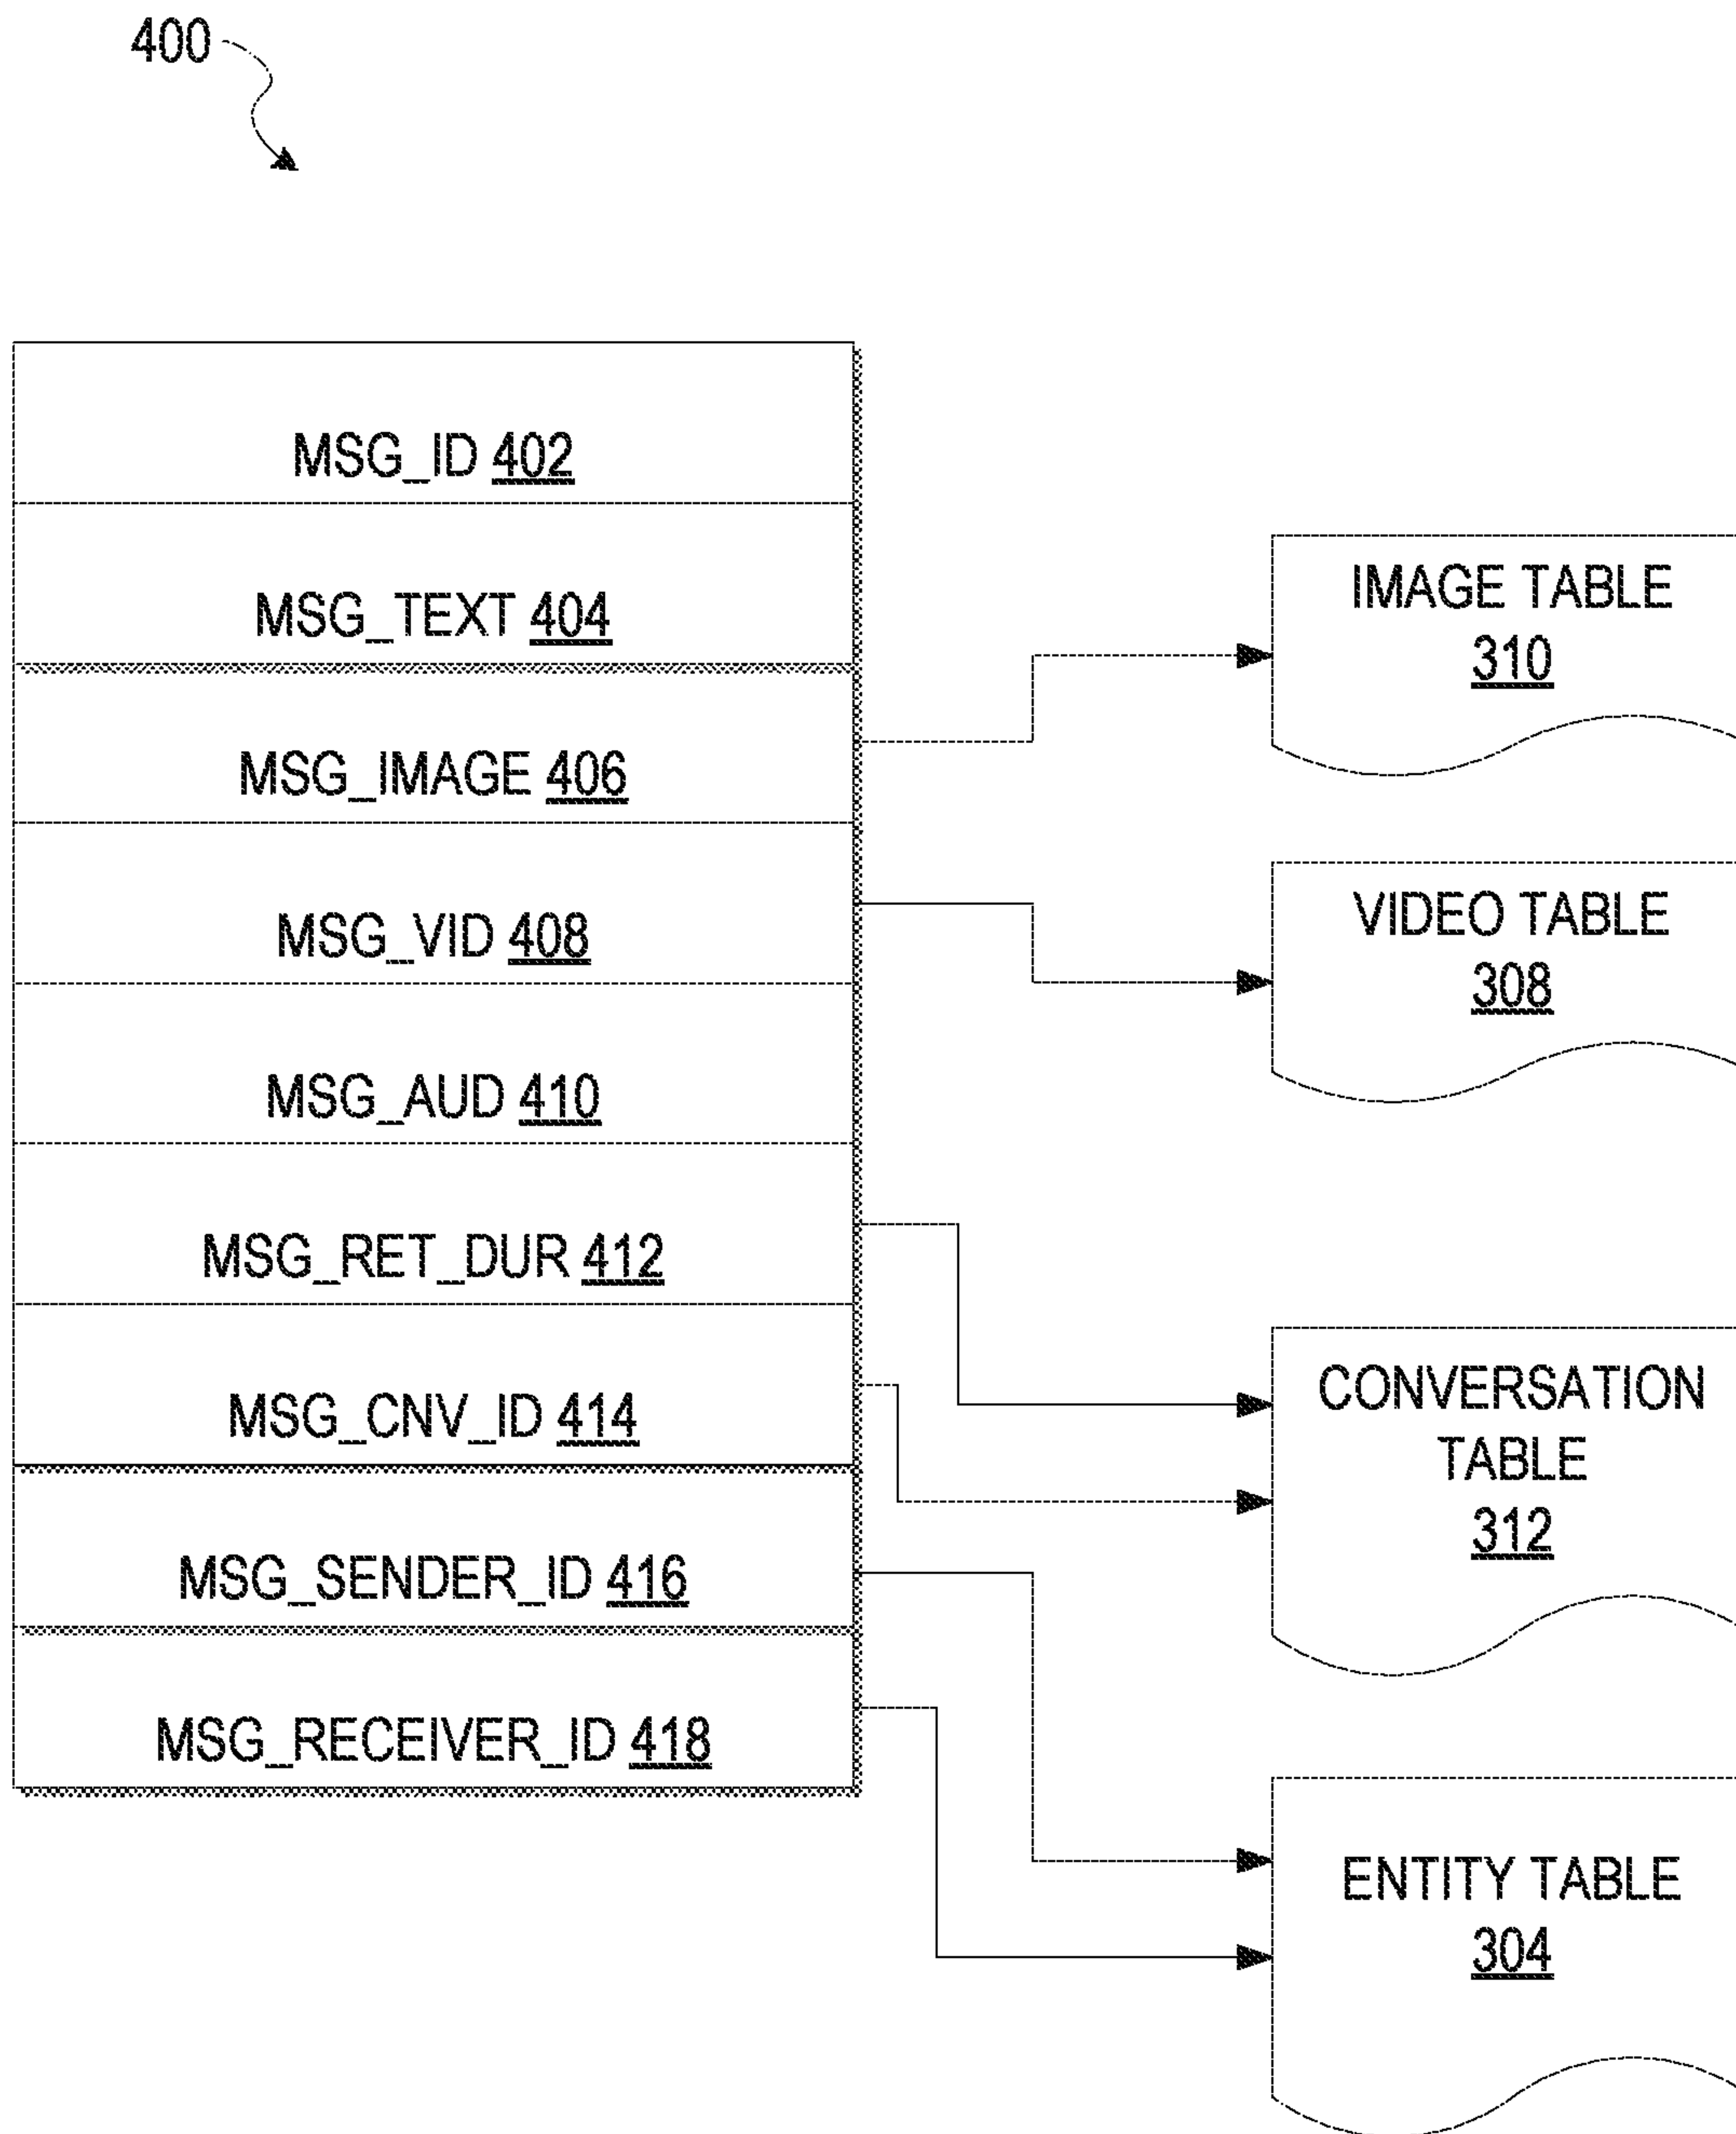 400
MSG_ID 402
MSG_TEXT 404
MSG_IMAGE 406
MSG_VID 408
MSG_AUD 410
MSG_RET_DUR 412
MSG_CNV_ID 414
MSG_SENDER_ID 416
MSG_RECEIVER_ID 418
IMAGE TABLE
310
VIDEO TABLE
308
CONVERSATION
TABLE
312
ENTITY TABLE
304